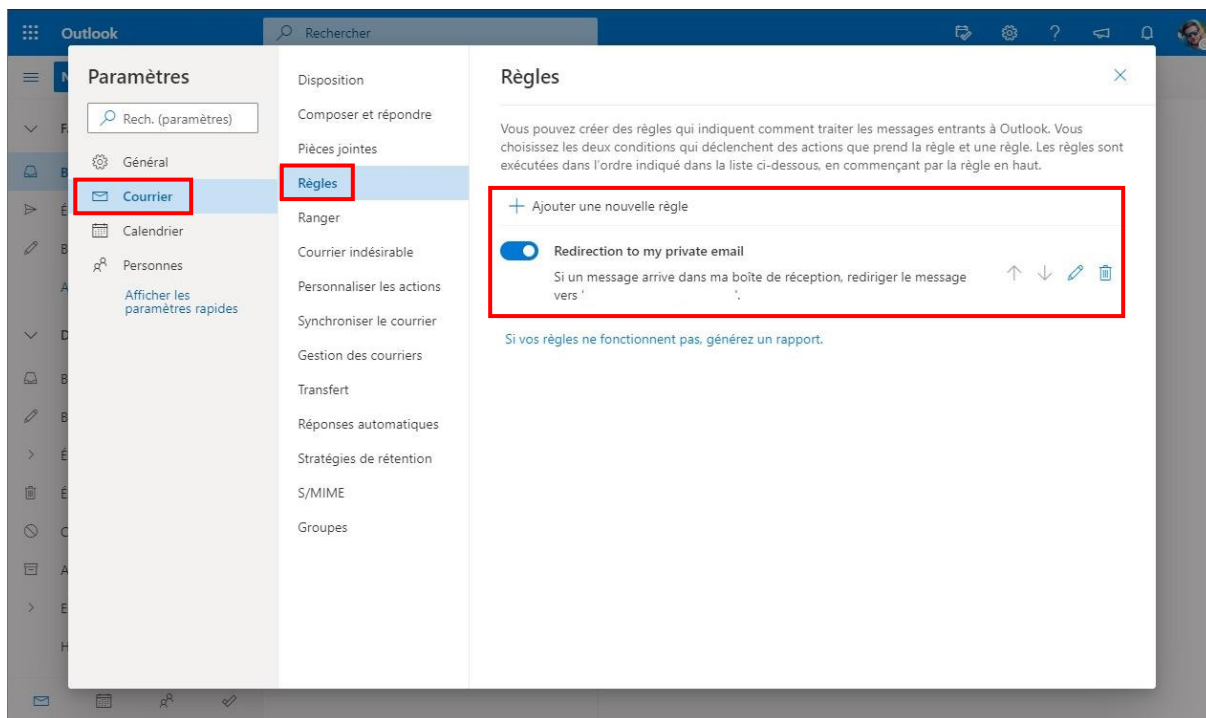 Outlook
Rechercher
Paramètres
Rech. (paramètres)
Général
Courrier
Calendrier
Personnes
Afficher les
paramètres rapides
Disposition
Composer et répondre
Pièces jointes
Règles
Ranger
Courrier indésirable
Personnaliser les actions
Synchroniser le courrier
Gestion des courriers
Transfert
Réponses automatiques
Stratégies de rétention
S/MIME
Groupes
Règles
Vous pouvez créer des règles qui indiquent comment traiter les messages entrants à Outlook. Vous
choisissez les deux conditions qui déclenchent des actions que prend la règle et une règle. Les règles sont
exécutées dans l'ordre indiqué dans la liste ci-dessous, en commençant par la règle en haut.
Ajouter une nouvelle règle
Redirection to my private email
Si un message arrive dans ma boîte de réception, rediriger le message
vers ' '.
Si vos règles ne fonctionnent pas, générez un rapport.